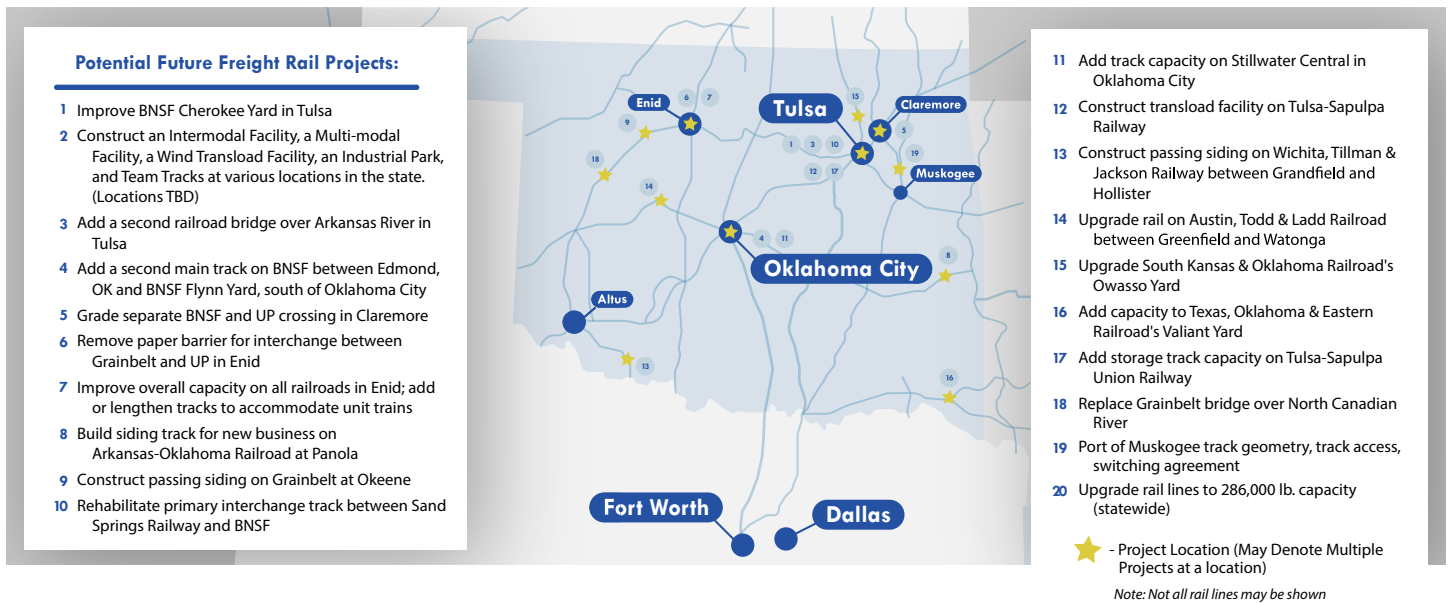 Potential Future Freight Rail Projects:
1 Improve BNSF Cherokee Yard in Tulsa
2 Construct an Intermodal Facility, a Multi-modal
Facility, a Wind Transload Facility, an Industrial Park,
and Team Tracks at various locations in the state.
(Locations TBD)
3 Add a second railroad bridge over Arkansas River in
Tulsa
4 Add a second main track on BNSF between Edmond,
OK and BNSF Flynn Yard, south of Oklahoma City
5 Grade separate BNSF and UP crossing in Claremore
6 Remove paper barrier for interchange between
Grainbelt and UP in Enid
7 Improve overall capacity on all railroads in Enid; add
or lengthen tracks to accommodate unit trains
8 Build siding track for new business on
Arkansas-Oklahoma Railroad at Panola
9 Construct passing siding on Grainbelt at Okeene
10 Rehabilitate primary interchange track between Sand
Springs Railway and BNSF
Enid
6 7
9
18
14
Tulsa
15
Claremore
5
1 3 10
12 17
19
Muskogee
4 11
Oklahoma City
8
Altus
13
16
Fort Worth
Dallas
11 Add track capacity on Stillwater Central in
Oklahoma City
12 Construct transload facility on Tulsa-Sapulpa
Railway
13 Construct passing siding on Wichita, Tillman &
Jackson Railway between Grandfield and
Hollister
14 Upgrade rail on Austin, Todd & Ladd Railroad
between Greenfield and Watonga
15 Upgrade South Kansas & Oklahoma Railroad's
Owasso Yard
16 Add capacity to Texas, Oklahoma & Eastern
Railroad's Valiant Yard
17 Add storage track capacity on Tulsa-Sapulpa
Union Railway
18 Replace Grainbelt bridge over North Canadian
River
19 Port of Muskogee track geometry, track access,
switching agreement
20 Upgrade rail lines to 286,000 lb. capacity
(statewide)
- Project Location (May Denote Multiple
Projects at a location)
Note: Not all rail lines may be shown